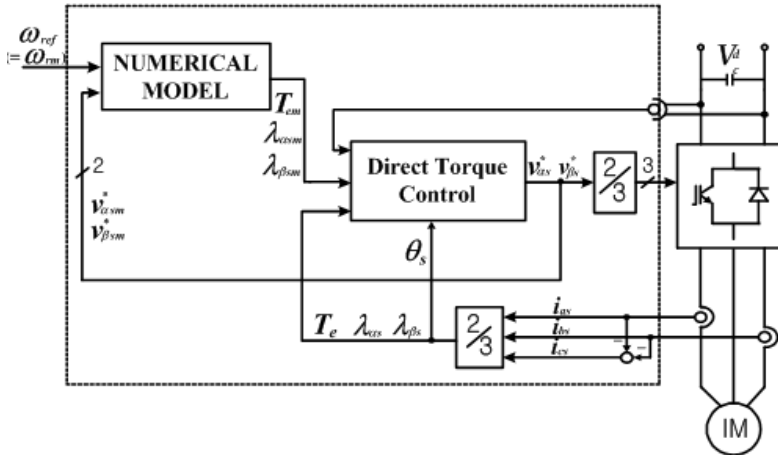 ω_ref
(= ω_rm)
NUMERICAL
MODEL
T_em
λ_αsm
λ_βsm
2
v*_αsm
v*_βsm
Direct Torque
Control
v*_αs v*_βs
2/3
3
V_d
c
θ_s
T_e λ_αs λ_βs
2/3
i_as
i_bs
i_cs
−
−
IM